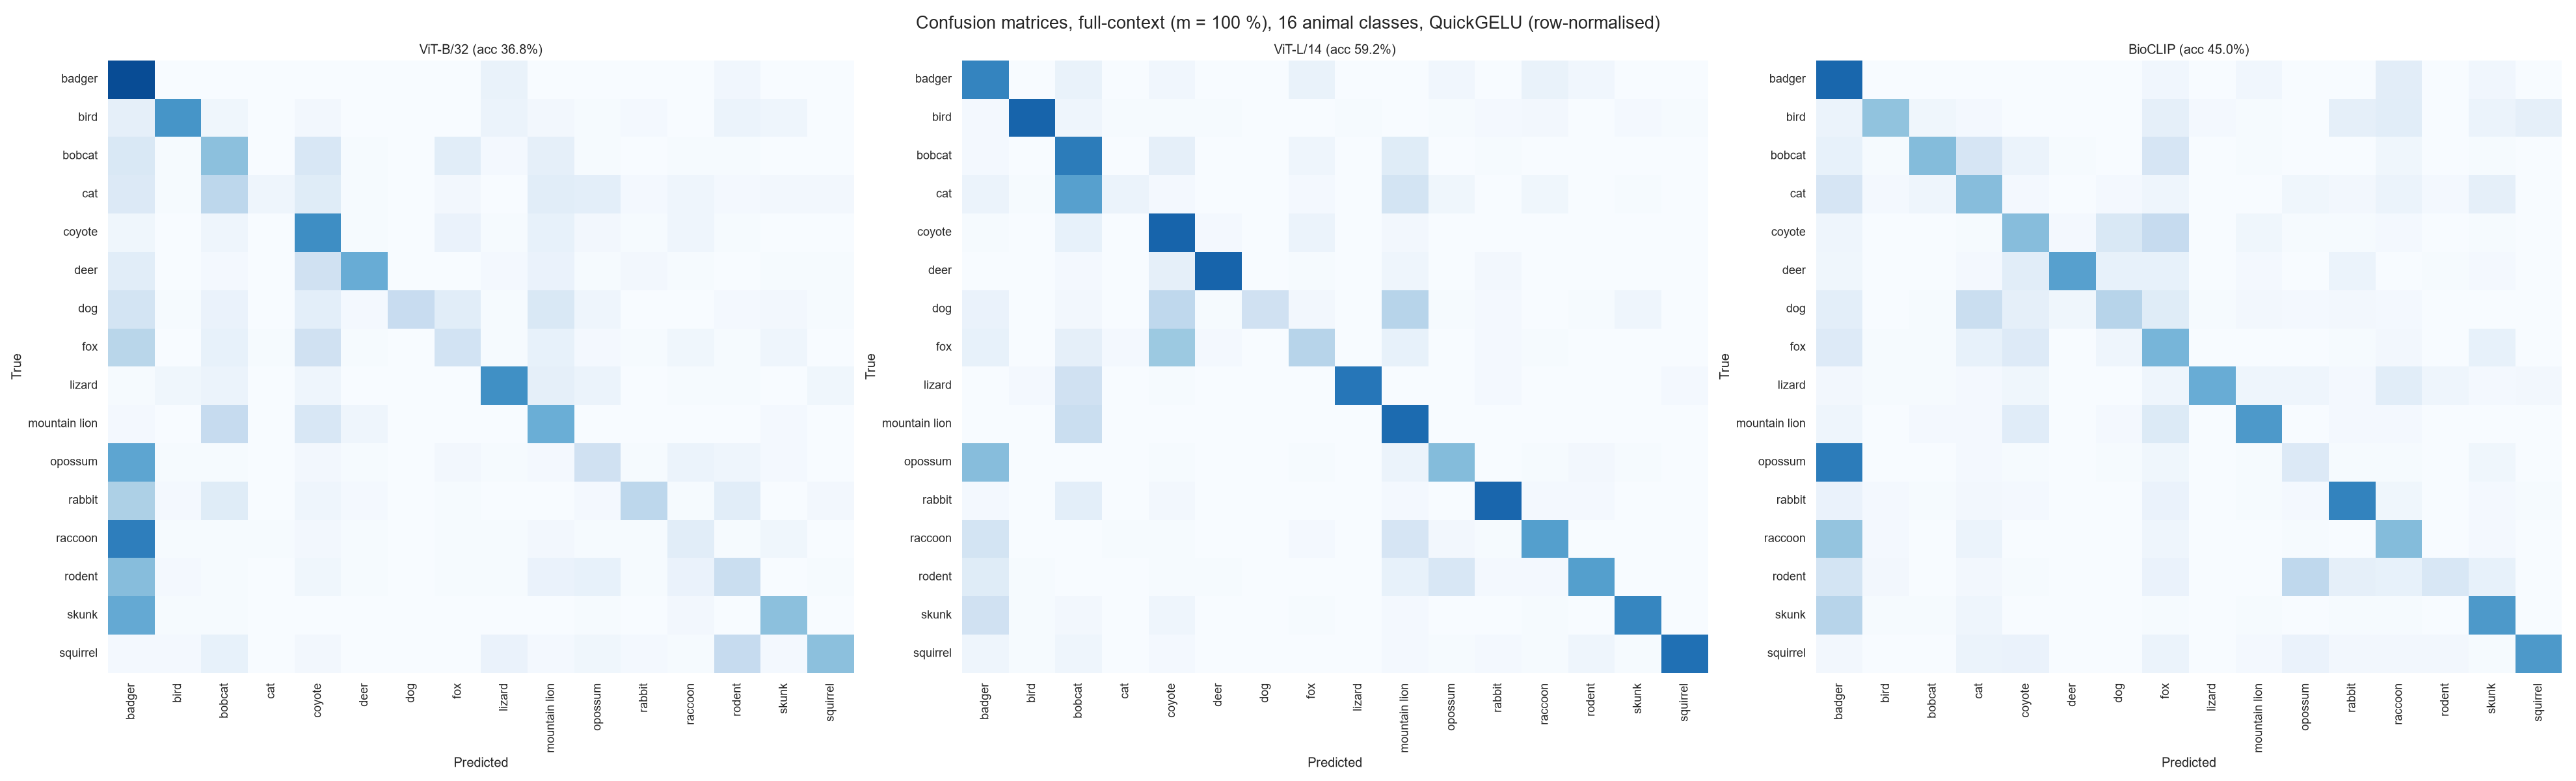 Confusion matrices, full-context (m = 100 %), 16 animal classes, QuickGELU (row-normalised)
ViT-B/32 (acc 36.8%)
True
badger
bird
bobcat
cat
coyote
deer
dog
fox
lizard
mountain lion
opossum
rabbit
raccoon
rodent
skunk
squirrel
badger
bird
bobcat
cat
coyote
deer
dog
fox
lizard
mountain lion
opossum
rabbit
raccoon
rodent
skunk
squirrel
Predicted
ViT-L/14 (acc 59.2%)
True
badger
bird
bobcat
cat
coyote
deer
dog
fox
lizard
mountain lion
opossum
rabbit
raccoon
rodent
skunk
squirrel
badger
bird
bobcat
cat
coyote
deer
dog
fox
lizard
mountain lion
opossum
rabbit
raccoon
rodent
skunk
squirrel
Predicted
BioCLIP (acc 45.0%)
True
badger
bird
bobcat
cat
coyote
deer
dog
fox
lizard
mountain lion
opossum
rabbit
raccoon
rodent
skunk
squirrel
badger
bird
bobcat
cat
coyote
deer
dog
fox
lizard
mountain lion
opossum
rabbit
raccoon
rodent
skunk
squirrel
Predicted